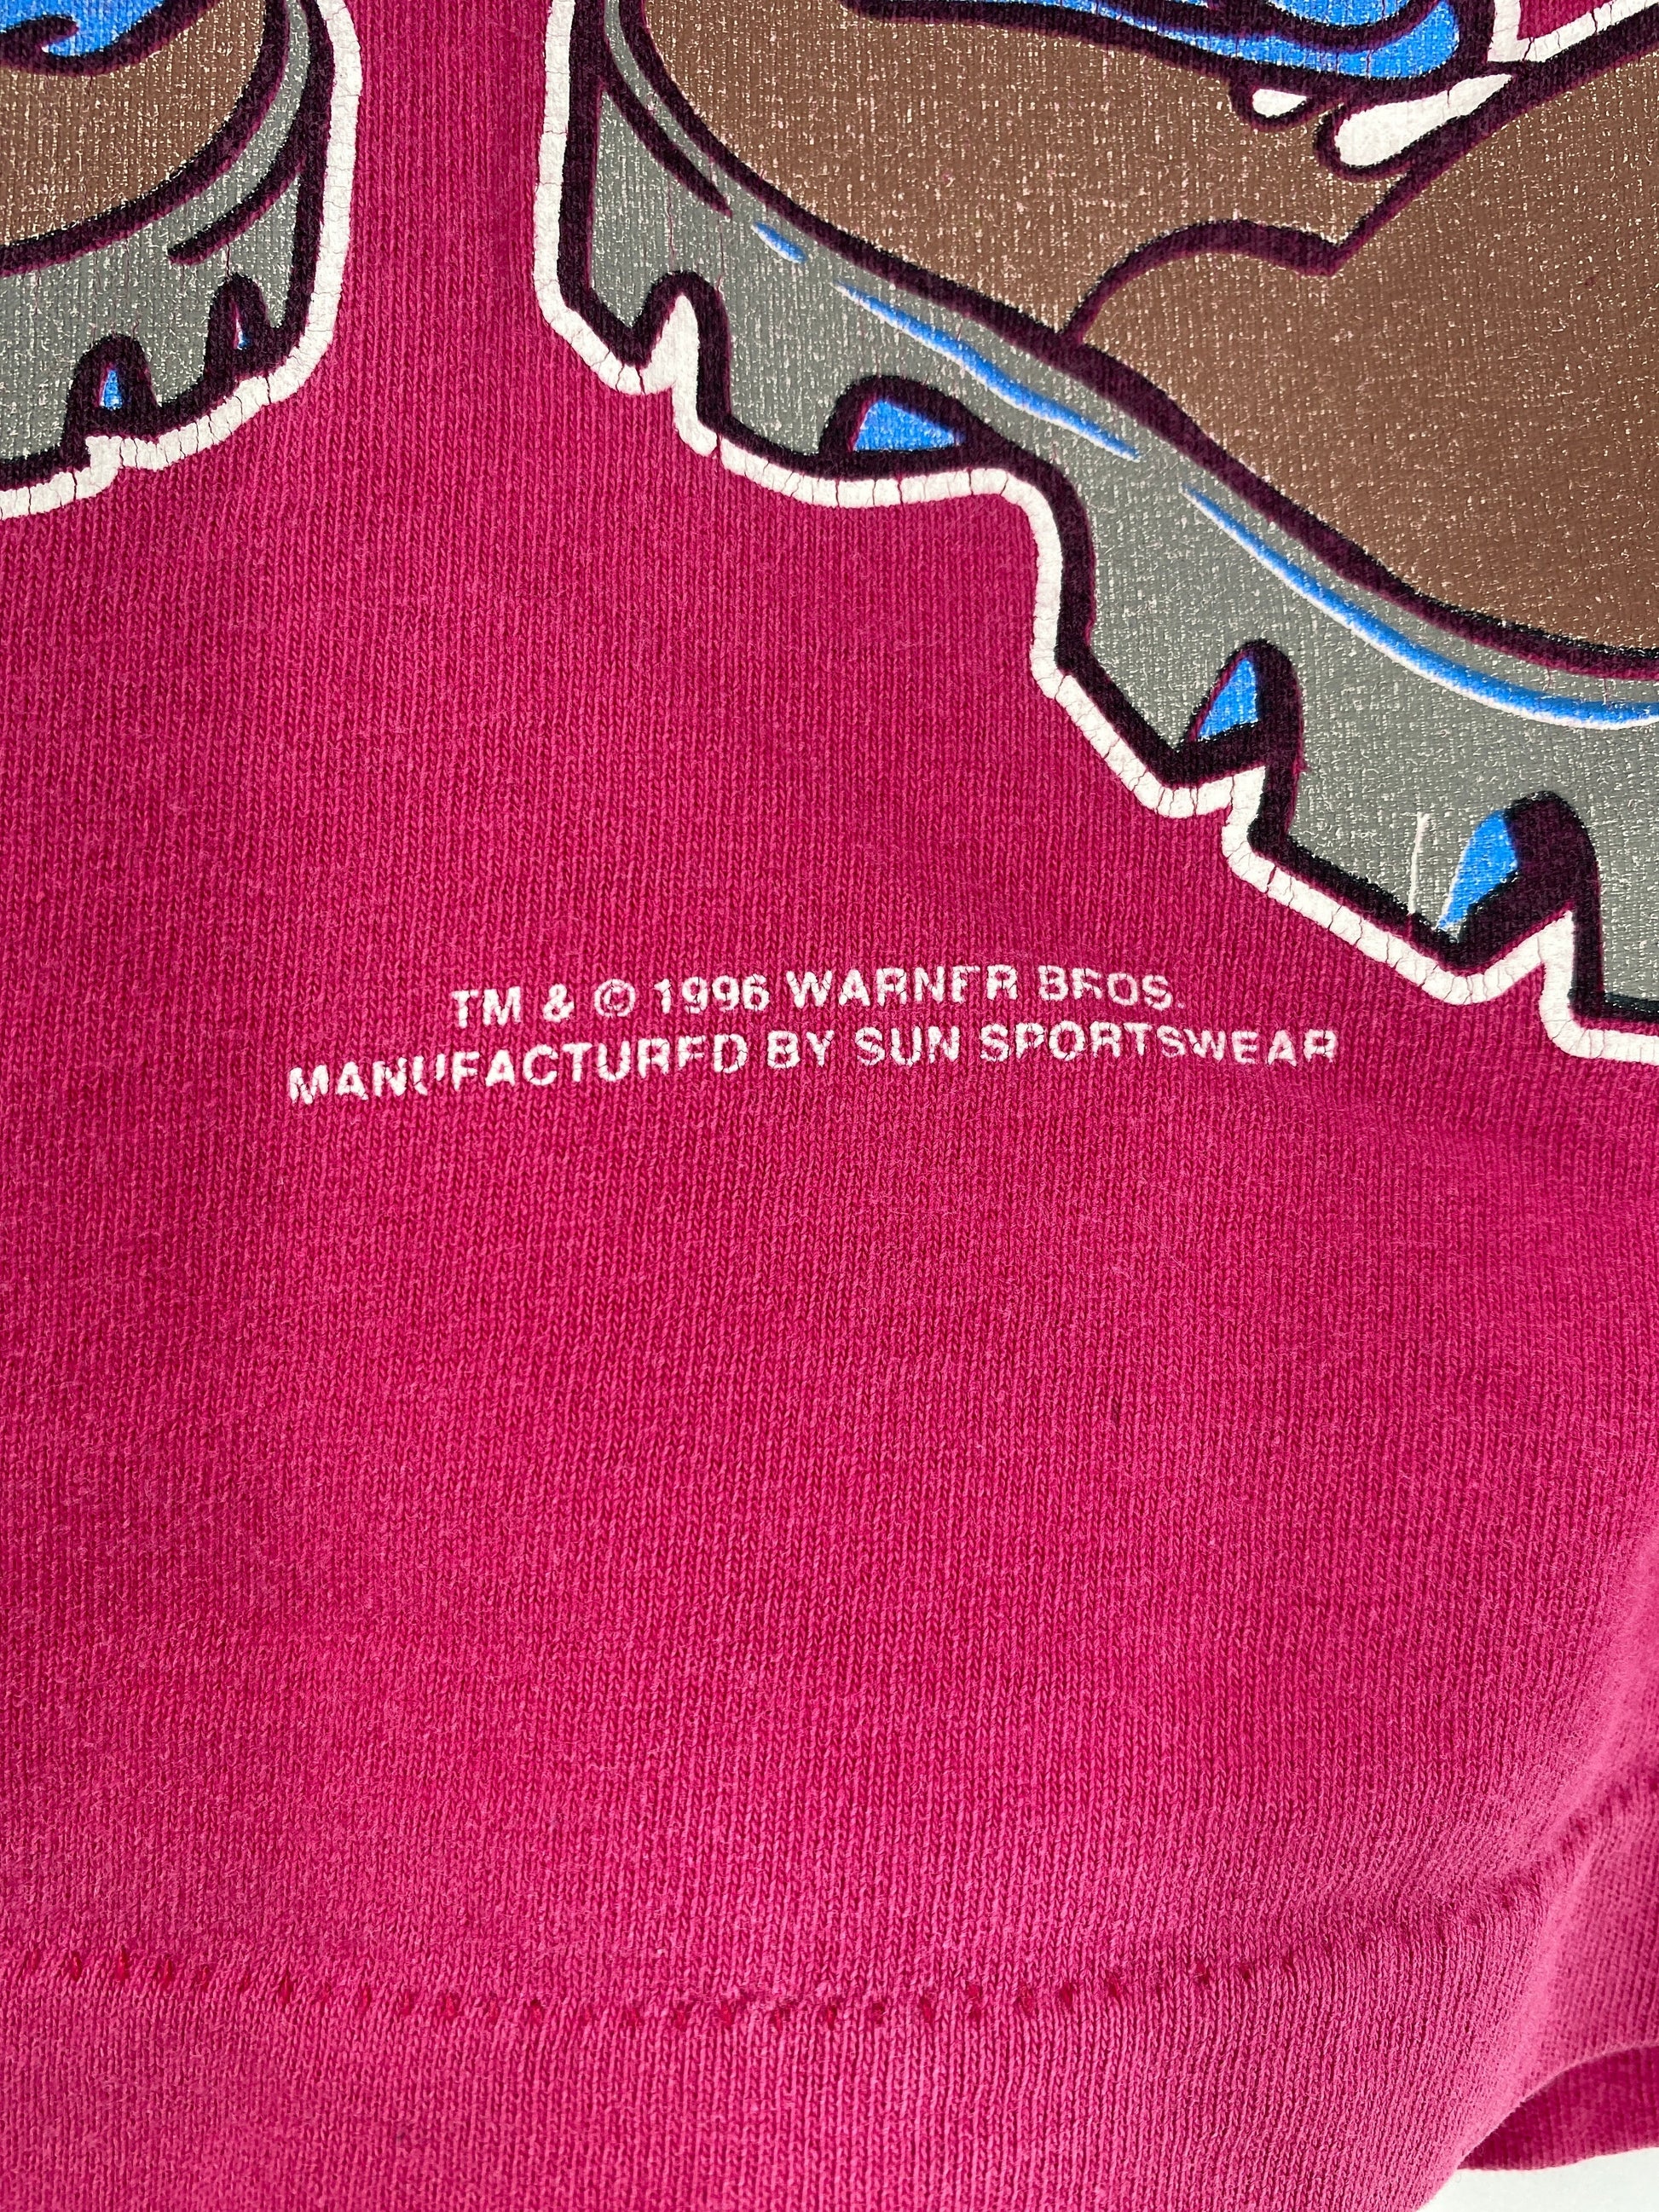 TM & © 1996 WARNER BROS.
MANUFACTURED BY SUN SPORTSWEAR